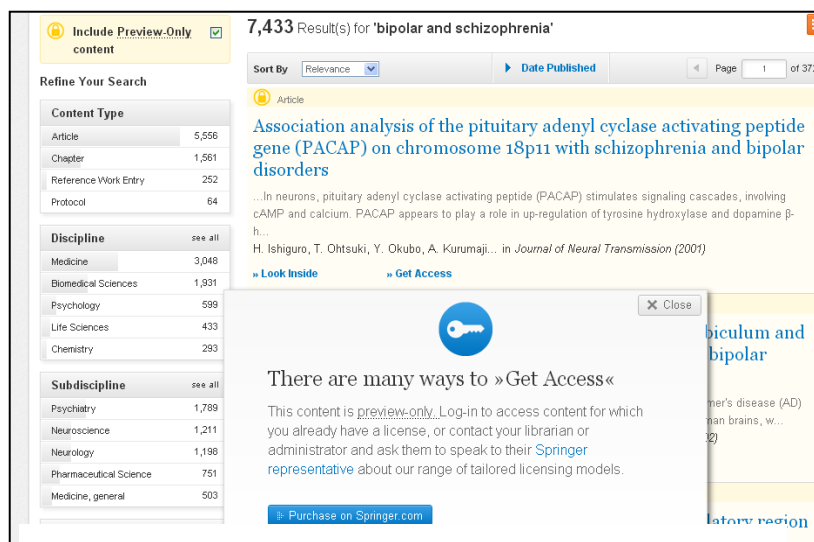 Include Preview-Only
content
Refine Your Search
Content Type
Article 5,556
Chapter 1,561
Reference Work Entry 252
Protocol 64
Discipline see all
Medicine 3,048
Biomedical Sciences 1,931
Psychology 599
Life Sciences 433
Chemistry 293
Subdiscipline see all
Psychiatry 1,789
Neuroscience 1,211
Neurology 1,198
Pharmaceutical Science 751
Medicine, general 503
7,433 Result(s) for 'bipolar and schizophrenia'
Sort By Relevance Date Published Page 1 of 372
Article
Association analysis of the pituitary adenyl cyclase activating peptide
gene (PACAP) on chromosome 18p11 with schizophrenia and bipolar
disorders
...In neurons, pituitary adenyl cyclase activating peptide (PACAP) stimulates signaling cascades, involving
cAMP and calcium. PACAP appears to play a role in up-regulation of tyrosine hydroxylase and dopamine β-
h...
H. Ishiguro, T. Ohtsuki, Y. Okubo, A. Kurumaji... in Journal of Neural Transmission (2001)
» Look Inside » Get Access
Close
biculum and
bipolar
There are many ways to »Get Access«
mer's disease (AD)
This content is preview-only. Log-in to access content for which
man brains, w...
you already have a license, or contact your librarian or
administrator and ask them to speak to their Springer
representative about our range of tailored licensing models.
Purchase on Springer.com
latory region